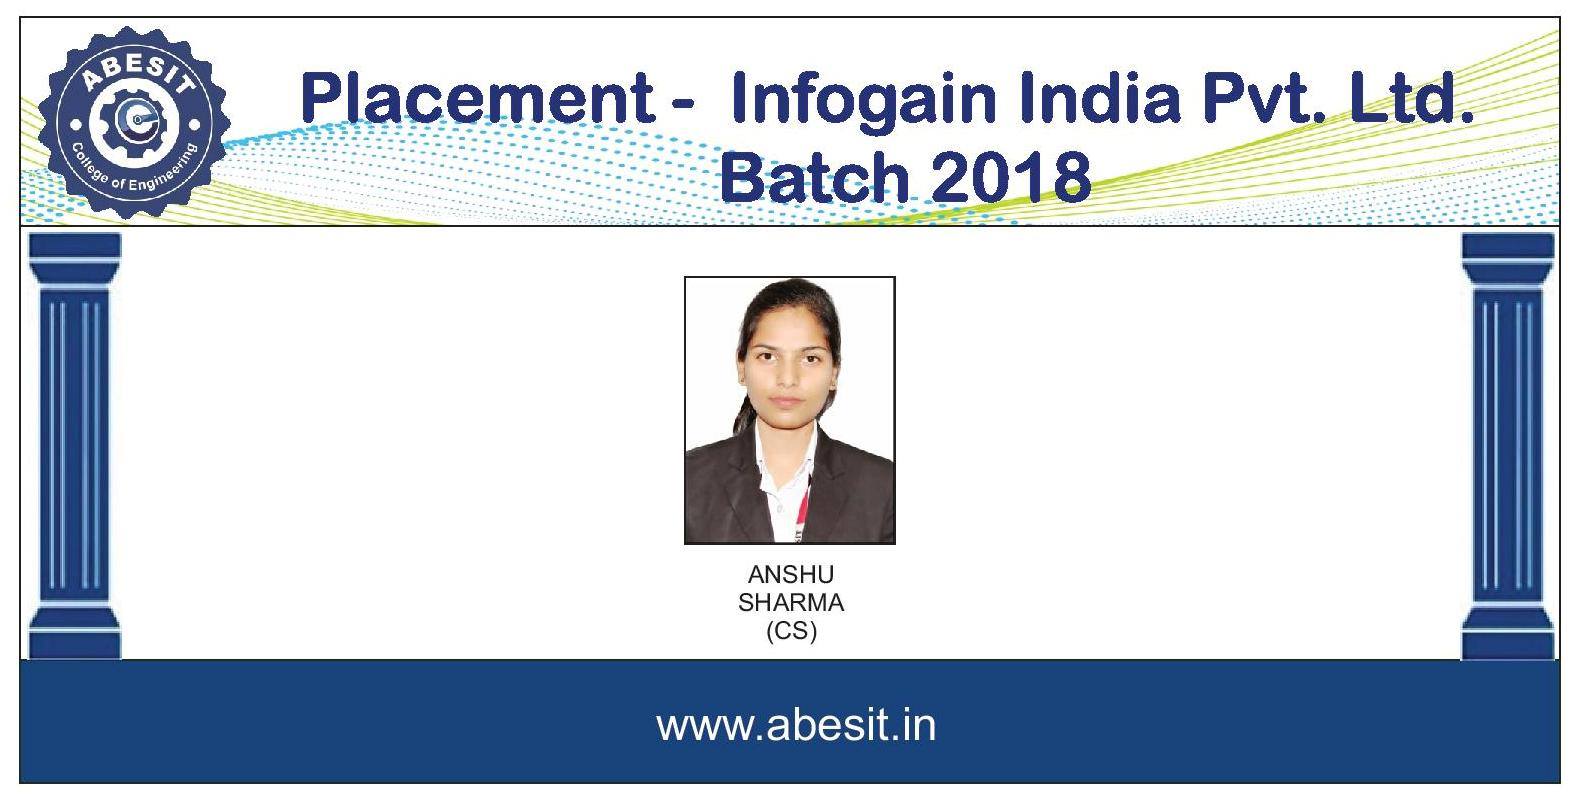 ABESIT
College of Engineering
Placement - Infogain India Pvt. Ltd.
Batch 2018
ANSHU
SHARMA
(CS)
www.abesit.in